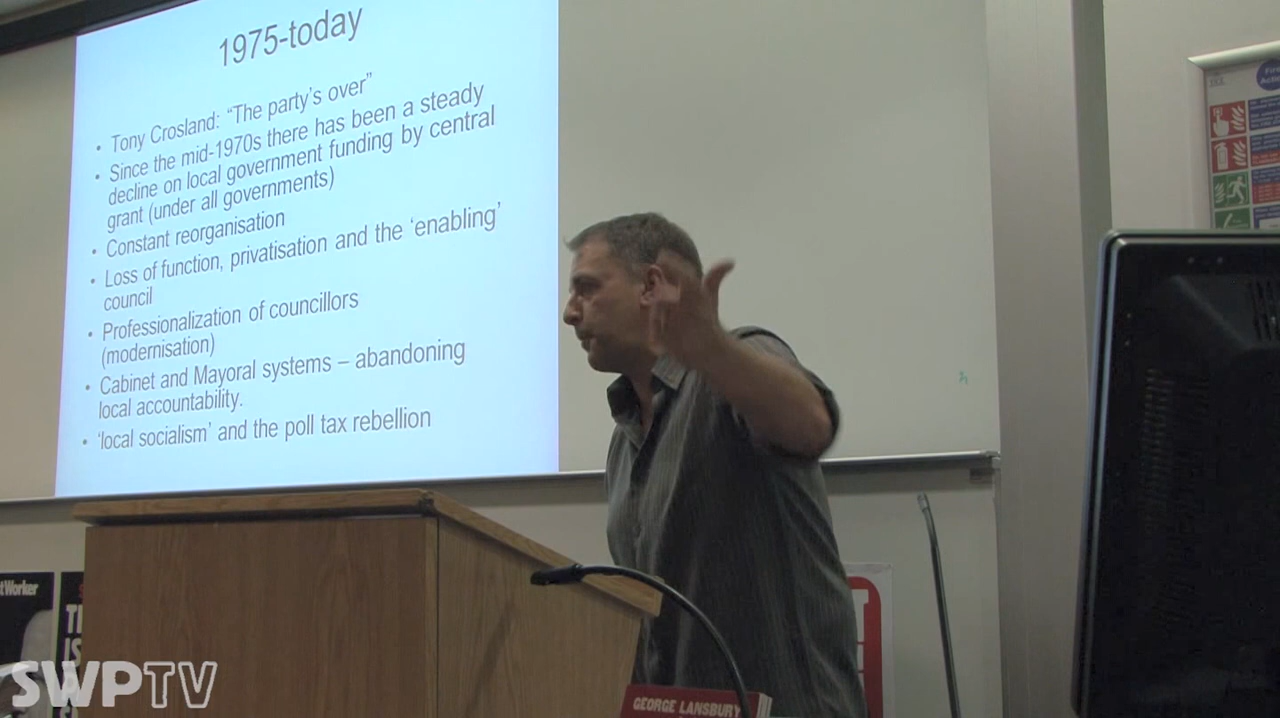 1975-today
• Tony Crosland: “The party’s over”
• Since the mid-1970s there has been a steady
decline on local government funding by central
grant (under all governments)
• Constant reorganisation
• Loss of function, privatisation and the ‘enabling’
council
• Professionalization of councillors
(modernisation)
• Cabinet and Mayoral systems – abandoning
local accountability.
• ‘local socialism’ and the poll tax rebellion
tWorker
SWPTV
GEORGE LANSBURY